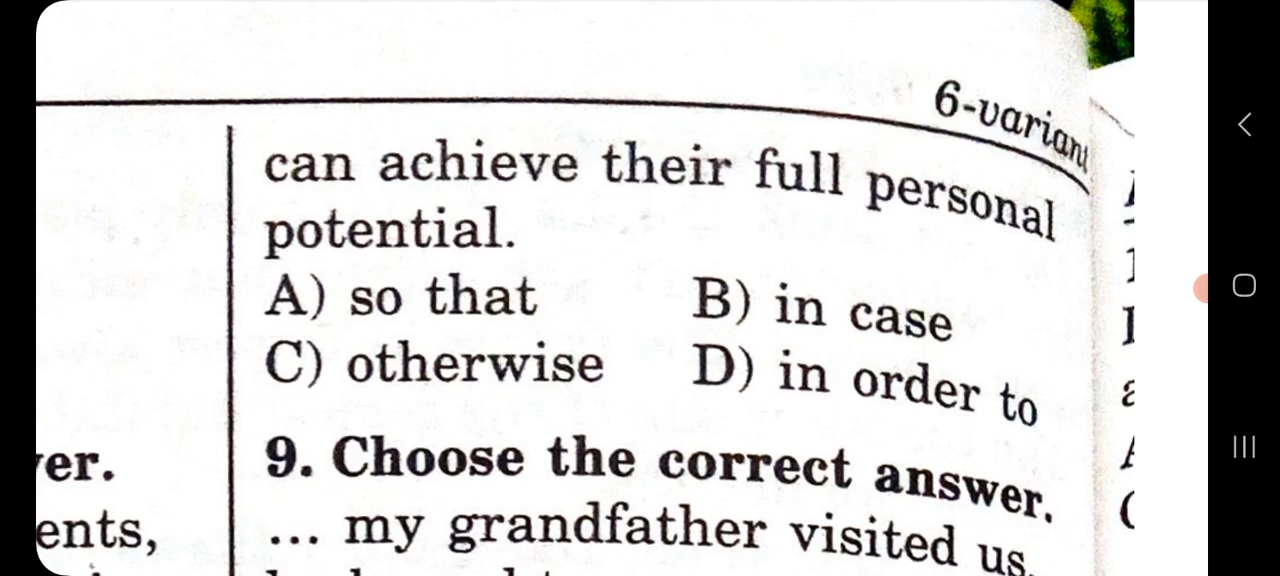 6-variant
can achieve their full personal
potential.
A) so that B) in case
C) otherwise D) in order to
er.
9. Choose the correct answer.
ents,
... my grandfather visited us,